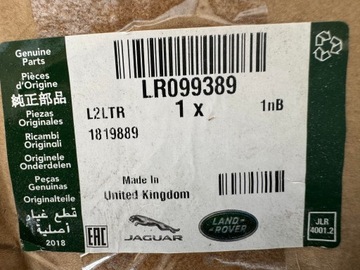 Genuine
Parts
Pièces
d'Origine
純正部品
Piezas
Originales
Ricambi
Originali
Originele
Onderdelen
Peças
Genuínas
Originalteile
قطع غيار
أصلية
2018
LR099389
1 x
1nB
L2LTR
1819889
Made In
United Kingdom
EAC
JAGUAR
LAND-
ROVER
JLR
4001.2